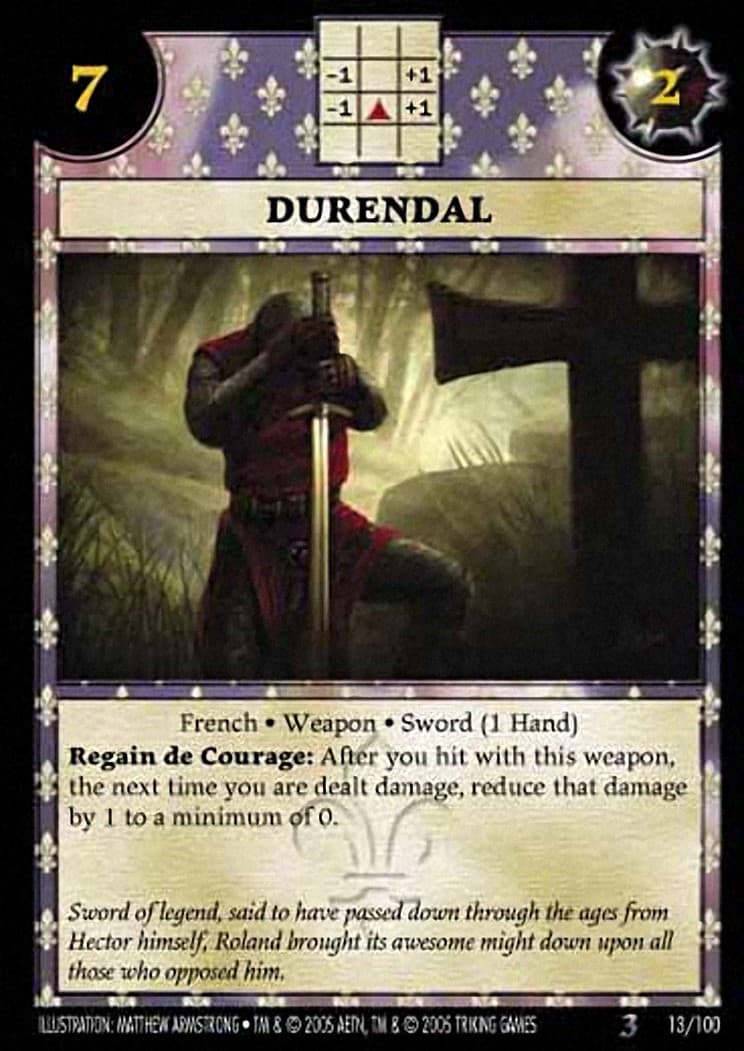 7
-1 +1
-1 +1
2
DURENDAL
French • Weapon • Sword (1 Hand)
Regain de Courage: After you hit with this weapon,
the next time you are dealt damage, reduce that damage
by 1 to a minimum of 0.
Sword of legend, said to have passed down through the ages from
Hector himself, Roland brought its awesome might down upon all
those who opposed him.
ILLUSTRATION: MATTHEW ARMSTRONG • TM & © 2005 AETN, TM & © 2005 TRIKING GAMES 3 13/100